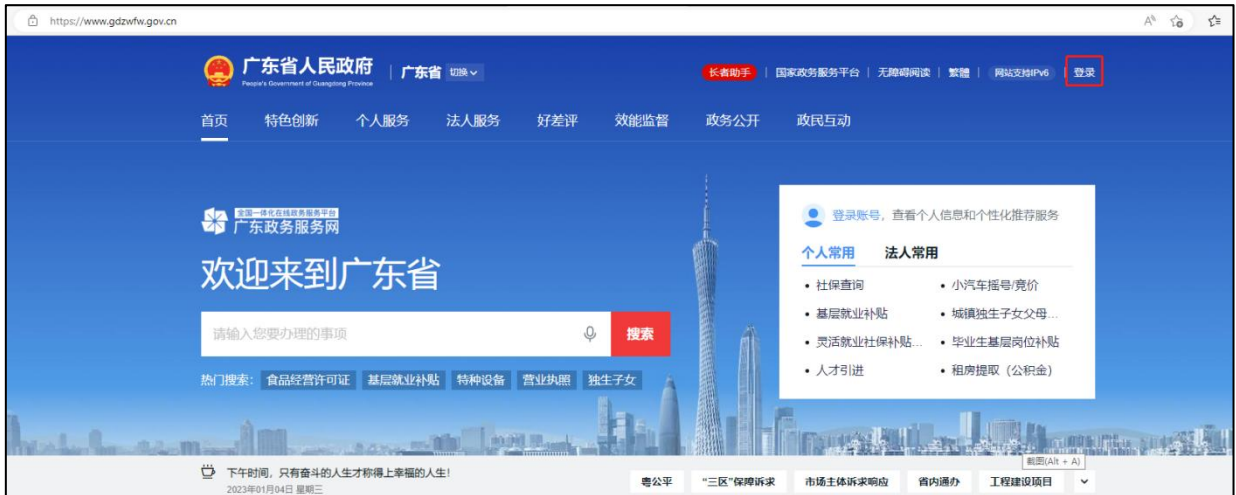 https://www.gdzwfw.gov.cn
广东省人民政府 广东省 切换
People's Government of Guangdong Province
长者助手 国家政务服务平台 无障碍阅读 繁體 网站支持IPv6 登录
首页 特色创新 个人服务 法人服务 好差评 效能监督 政务公开 政民互动
全国一体化在线政务服务平台
广东政务服务网
欢迎来到广东省
请输入您要办理的事项 搜索
热门搜索: 食品经营许可证 基层就业补贴 特种设备 营业执照 独生子女
登录账号，查看个人信息和个性化推荐服务
个人常用 法人常用
• 社保查询 • 小汽车摇号/竞价
• 基层就业补贴 • 城镇独生子女父母...
• 灵活就业社保补贴... • 毕业生基层岗位补贴
• 人才引进 • 租房提取（公积金）
截图(Alt + A)
下午时间，只有奋斗的人生才称得上幸福的人生!
2023年01月04日 星期三
粤公平 “三区”保障诉求 市场主体诉求响应 省内通办 工程建设项目